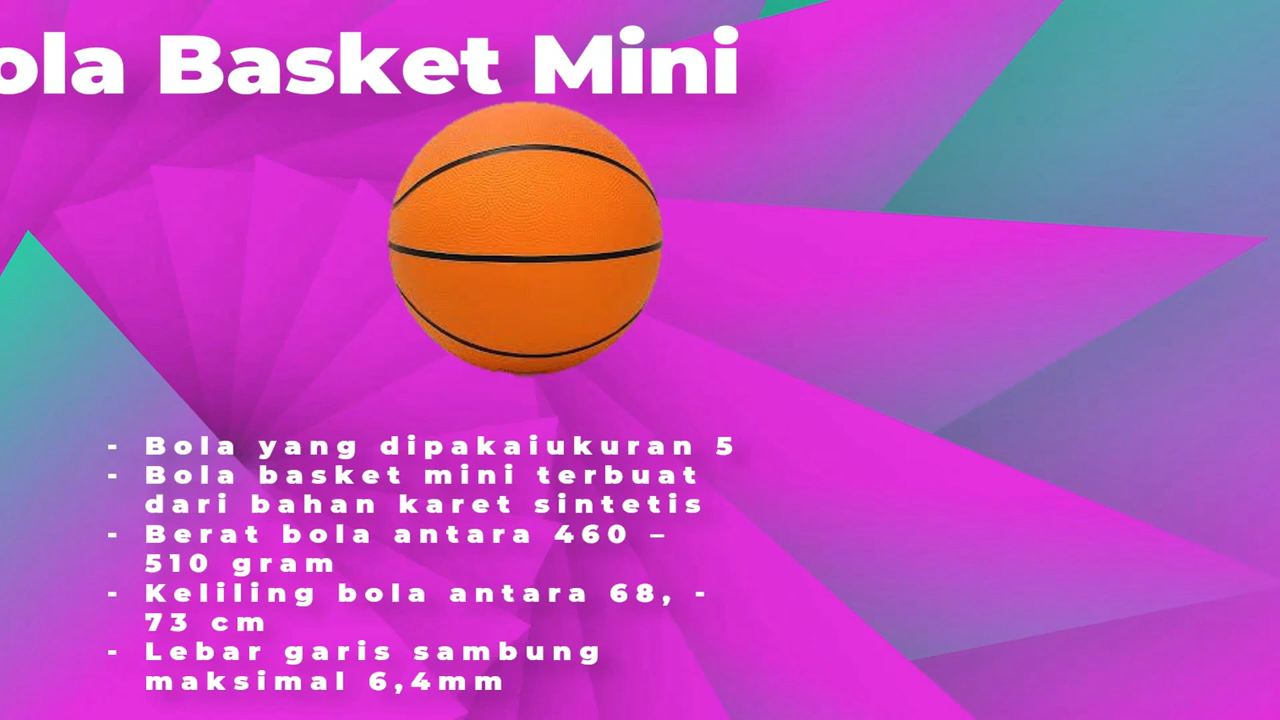 ola Basket Mini
- Bola yang dipakaiukuran 5
- Bola basket mini terbuat
dari bahan karet sintetis
- Berat bola antara 460 –
510 gram
- Keliling bola antara 68, -
73 cm
- Lebar garis sambung
maksimal 6,4mm